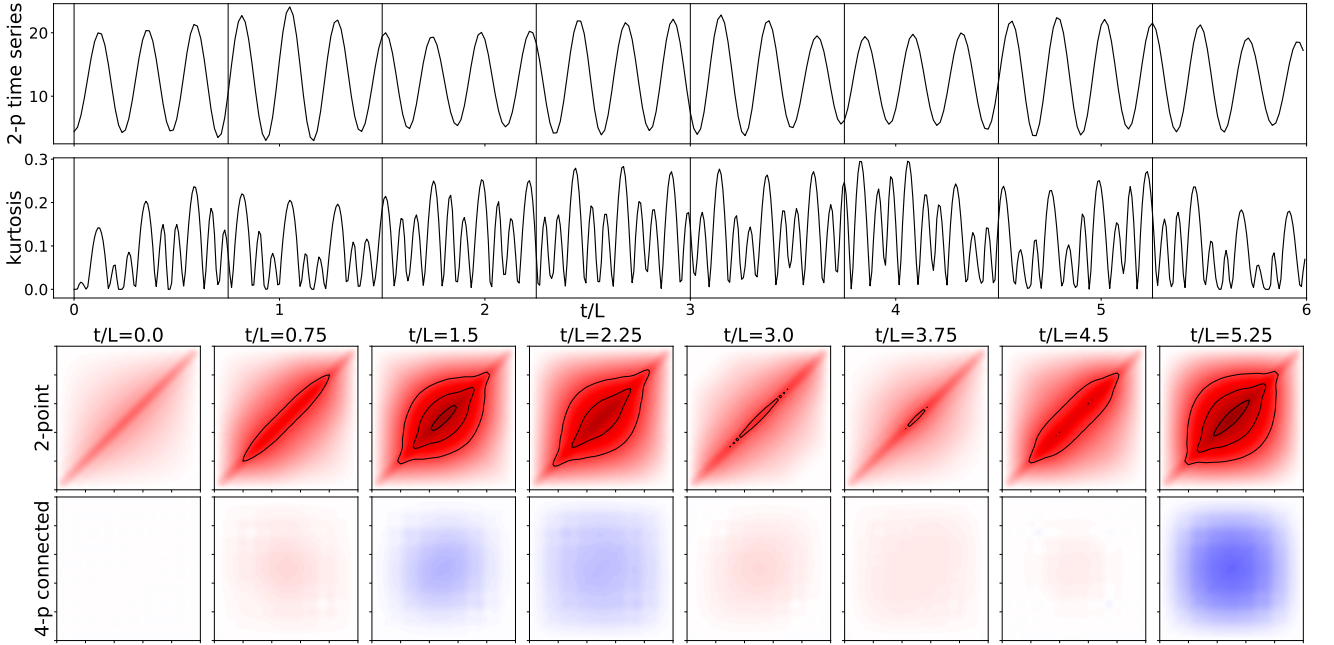 2-p time series
20
10
kurtosis
0.3
0.2
0.1
0.0
0 1 2 3 4 5 6
t/L
t/L=0.0 t/L=0.75 t/L=1.5 t/L=2.25 t/L=3.0 t/L=3.75 t/L=4.5 t/L=5.25
2-point
4-p connected